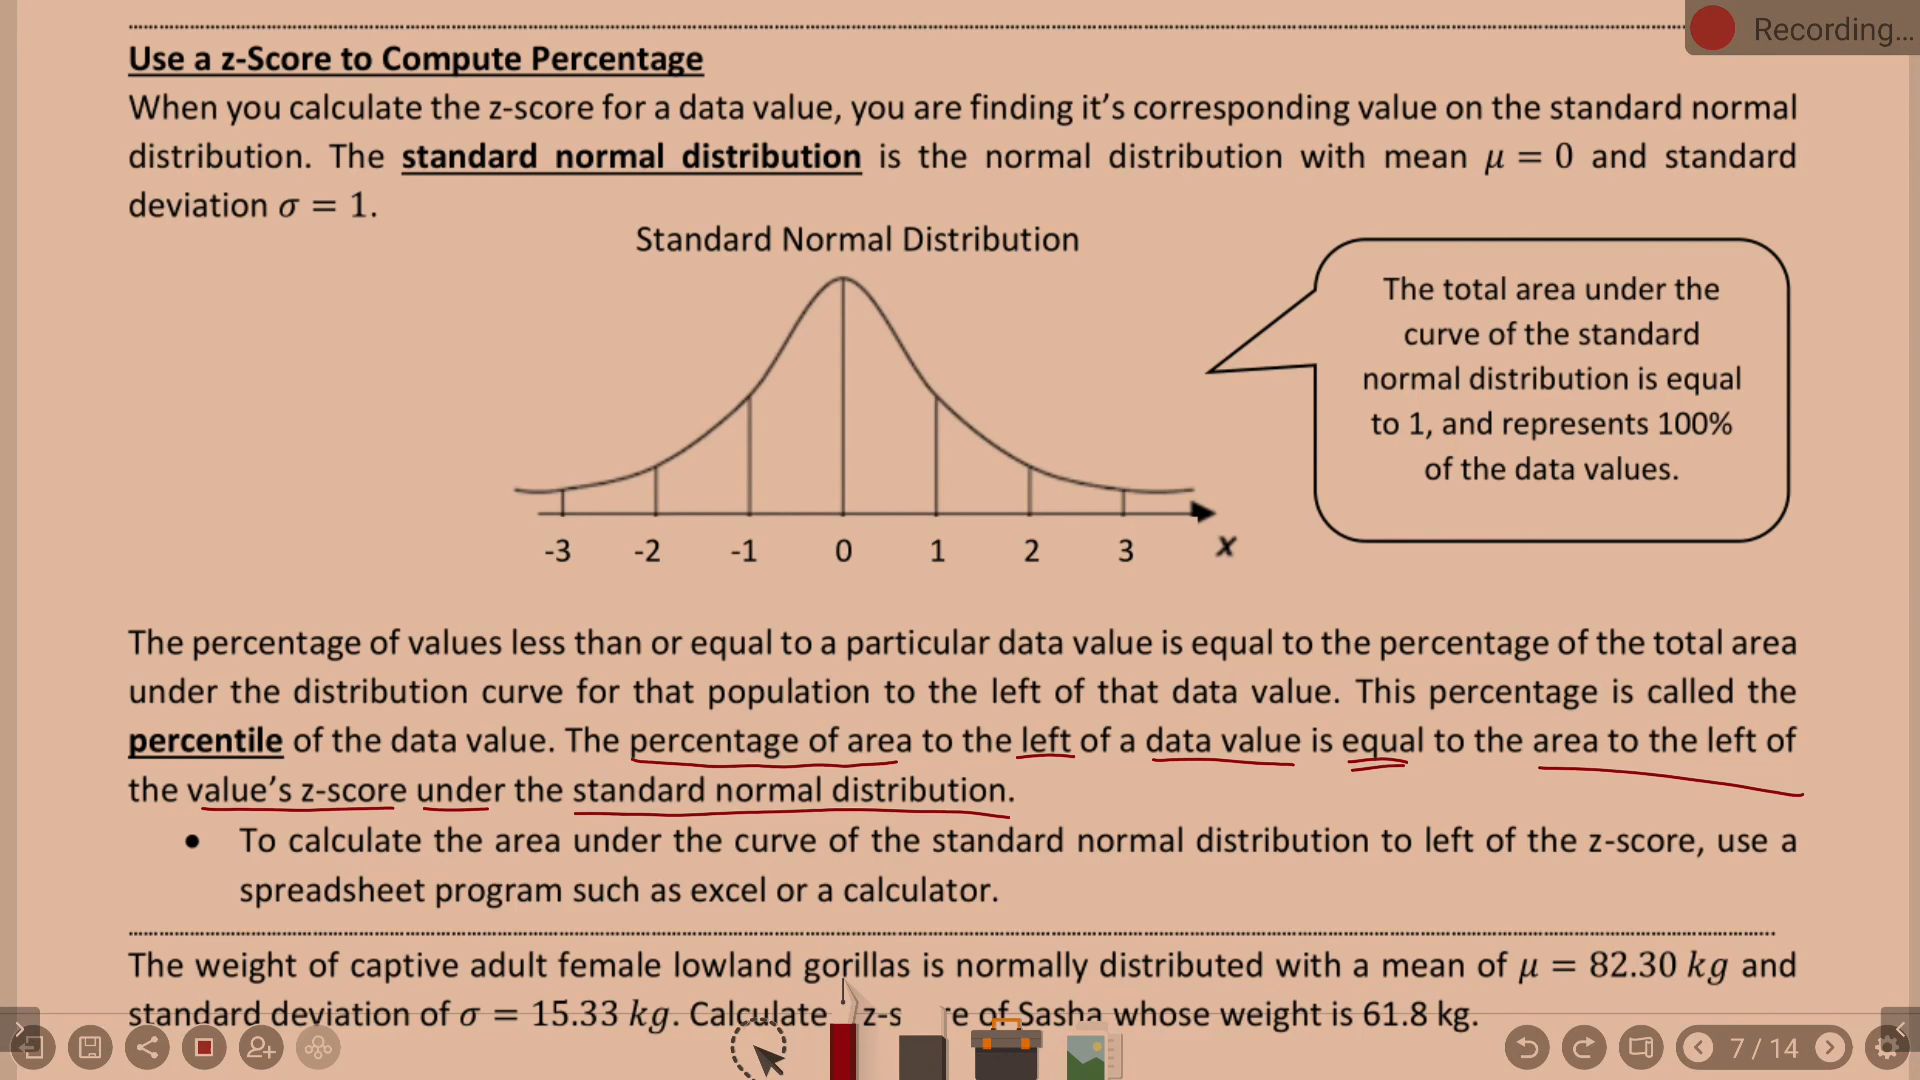 Recording...
Use a z-Score to Compute Percentage
When you calculate the z-score for a data value, you are finding it’s corresponding value on the standard normal
distribution. The standard normal distribution is the normal distribution with mean μ = 0 and standard
deviation σ = 1.
Standard Normal Distribution
The total area under the
curve of the standard
normal distribution is equal
to 1, and represents 100%
of the data values.
-3 -2 -1 0 1 2 3 x
The percentage of values less than or equal to a particular data value is equal to the percentage of the total area
under the distribution curve for that population to the left of that data value. This percentage is called the
percentile of the data value. The percentage of area to the left of a data value is equal to the area to the left of
the value’s z-score under the standard normal distribution.
• To calculate the area under the curve of the standard normal distribution to left of the z-score, use a
spreadsheet program such as excel or a calculator.
The weight of captive adult female lowland gorillas is normally distributed with a mean of μ = 82.30 kg and
standard deviation of σ = 15.33 kg. Calculate z-s re of Sasha whose weight is 61.8 kg.
7 / 14